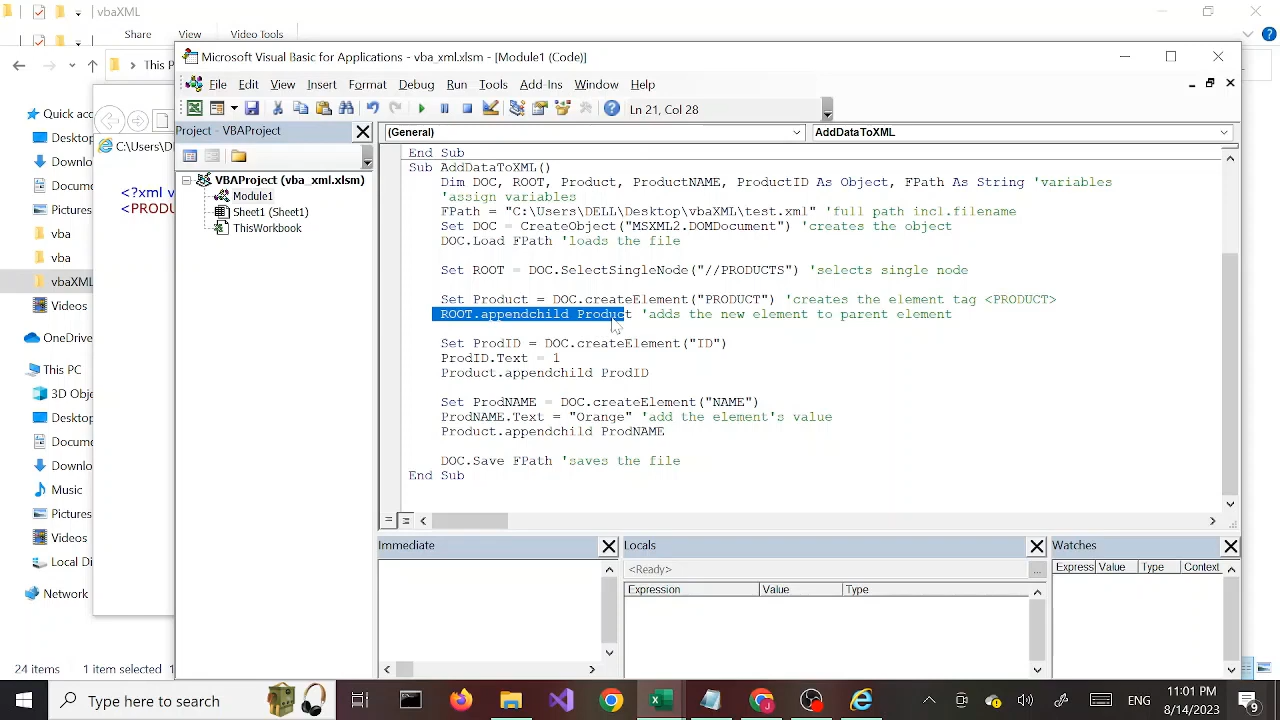 vbaXML
Share View Video Tools
Microsoft Visual Basic for Applications - vba_xml.xlsm - [Module1 (Code)]
This P
File Edit View Insert Format Debug Run Tools Add-Ins Window Help
Ln 21, Col 28
Project - VBAProject
(General)
AddDataToXML
VBAProject (vba_xml.xlsm)
Module1
Sheet1 (Sheet1)
ThisWorkbook
Quick ac
Desktop
Downlo
Docume
Pictures
vba
vba
vbaXML
Videos
OneDriv
This PC
3D Obje
Desktop
Docume
Downlo
Music
Pictures
Videos
Local Di
Network
C:\Users\D
<?xml v
<PRODU
End Sub
Sub AddDataToXML()
Dim DOC, ROOT, Product, ProductNAME, ProductID As Object, FPath As String 'variables
'assign variables
FPath = "C:\Users\DELL\Desktop\vbaXML\test.xml" 'full path incl.filename
Set DOC = CreateObject("MSXML2.DOMDocument") 'creates the object
DOC.Load FPath 'loads the file
Set ROOT = DOC.SelectSingleNode("//PRODUCTS") 'selects single node
Set Product = DOC.createElement("PRODUCT") 'creates the element tag <PRODUCT>
ROOT.appendchild Product 'adds the new element to parent element
Set ProdID = DOC.createElement("ID")
ProdID.Text = 1
Product.appendchild ProdID
Set ProdNAME = DOC.createElement("NAME")
ProdNAME.Text = "Orange" 'add the element's value
Product.appendchild ProdNAME
DOC.Save FPath 'saves the file
End Sub
Immediate
Locals
Watches
<Ready>
...
Expression Value Type
Express Value Type Context
24 items 1 item selected 1
Type here to search
ENG
11:01 PM
8/14/2023
9